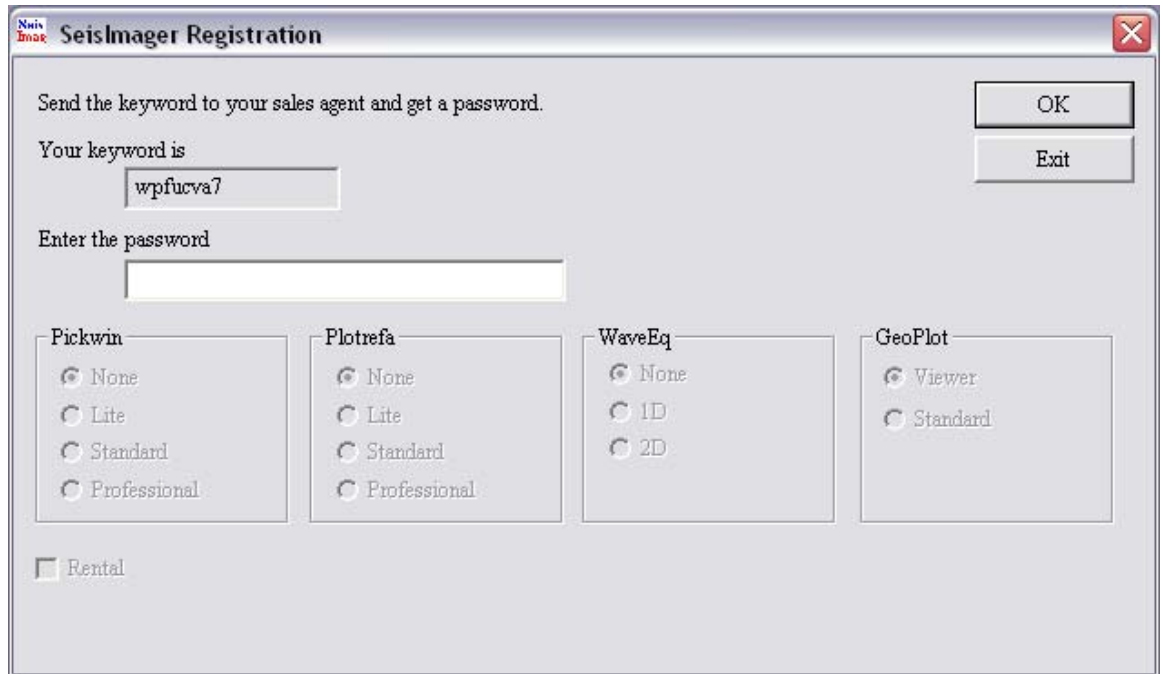 SeisImager Registration
Send the keyword to your sales agent and get a password.
OK
Your keyword is
Exit
wpfucva7
Enter the password
Pickwin
None
Lite
Standard
Professional
Plotrefa
None
Lite
Standard
Professional
WaveEq
None
1D
2D
GeoPlot
Viewer
Standard
Rental